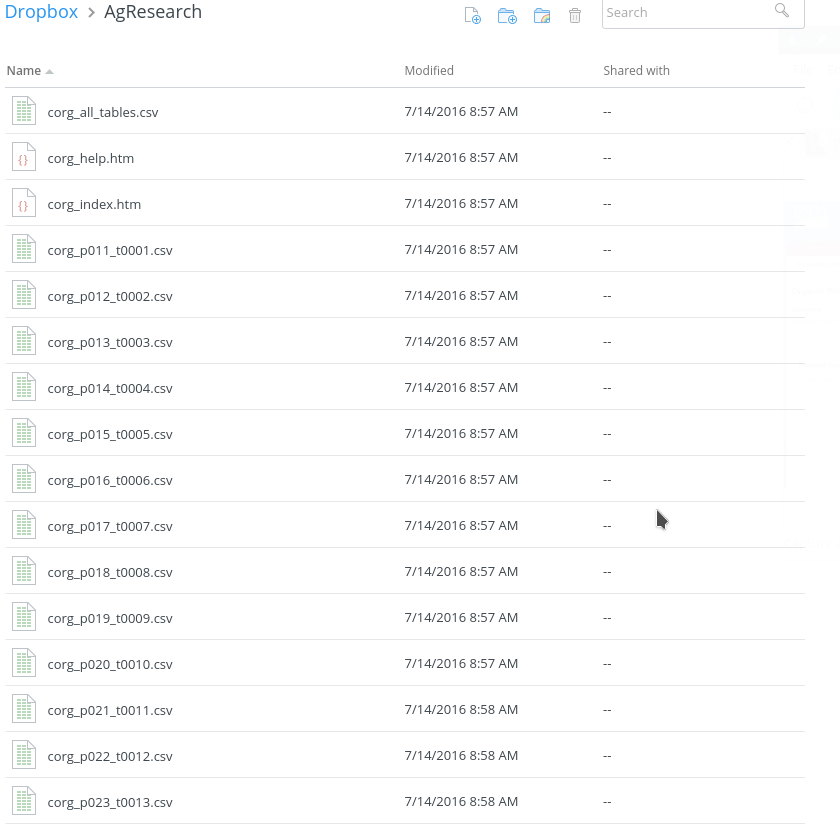 Dropbox > AgResearch Search
Name Modified Shared with
corg_all_tables.csv 7/14/2016 8:57 AM --
corg_help.htm 7/14/2016 8:57 AM --
corg_index.htm 7/14/2016 8:57 AM --
corg_p011_t0001.csv 7/14/2016 8:57 AM --
corg_p012_t0002.csv 7/14/2016 8:57 AM --
corg_p013_t0003.csv 7/14/2016 8:57 AM --
corg_p014_t0004.csv 7/14/2016 8:57 AM --
corg_p015_t0005.csv 7/14/2016 8:57 AM --
corg_p016_t0006.csv 7/14/2016 8:57 AM --
corg_p017_t0007.csv 7/14/2016 8:57 AM --
corg_p018_t0008.csv 7/14/2016 8:57 AM --
corg_p019_t0009.csv 7/14/2016 8:57 AM --
corg_p020_t0010.csv 7/14/2016 8:57 AM --
corg_p021_t0011.csv 7/14/2016 8:58 AM --
corg_p022_t0012.csv 7/14/2016 8:58 AM --
corg_p023_t0013.csv 7/14/2016 8:58 AM --